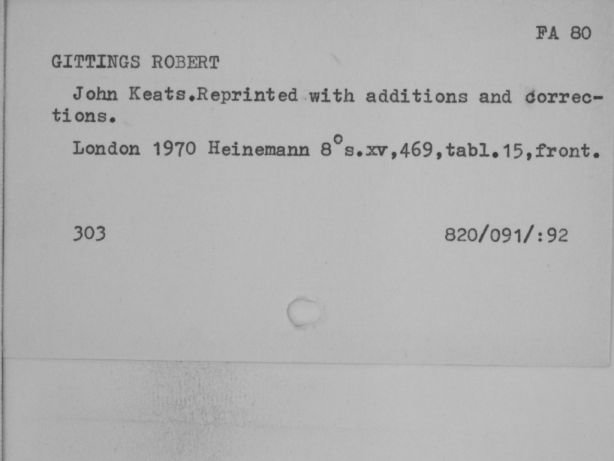 FA 80
GITTINGS ROBERT
John Keats.Reprinted with additions and correc-
tions.
London 1970 Heinemann 8°s.xv,469,tabl.15,front.
303 820/091/:92